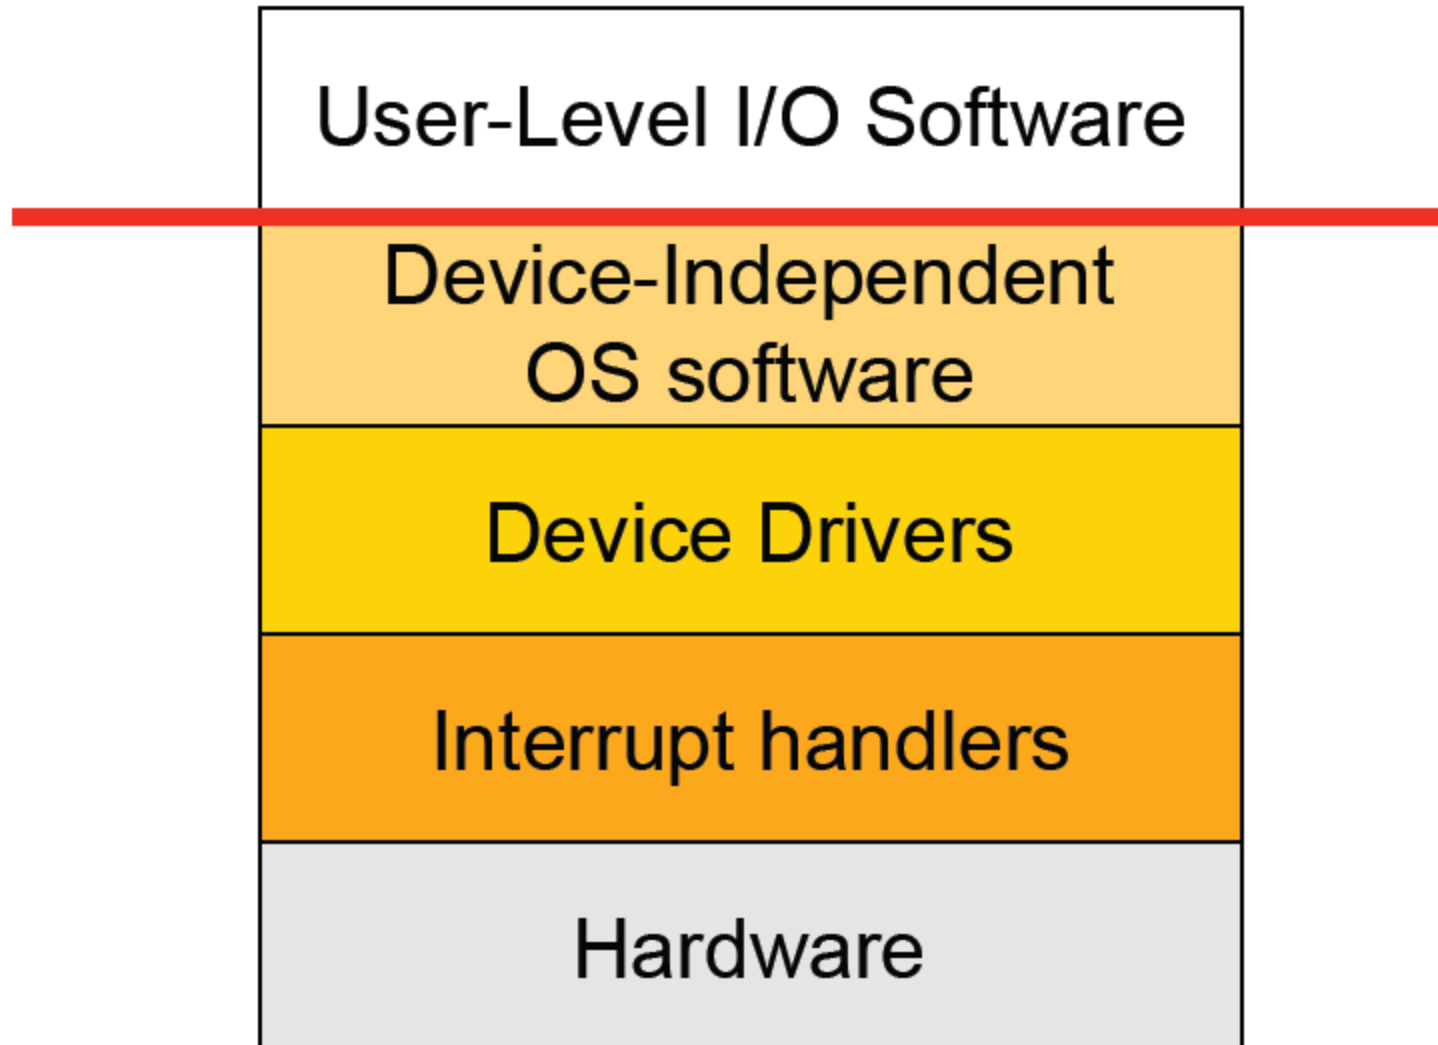 User-Level I/O Software
Device-Independent
OS software
Device Drivers
Interrupt handlers
Hardware